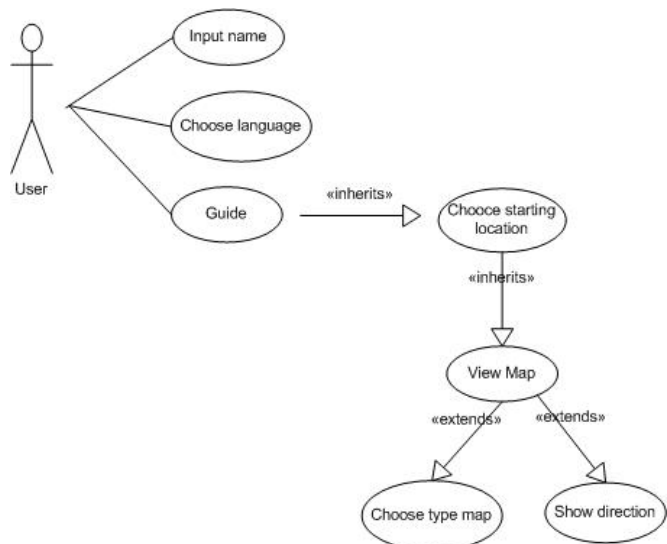 Input name
Choose language
User
Guide
«inherits»
Chooce starting
location
«inherits»
View Map
«extends»
«extends»
Choose type map
Show direction